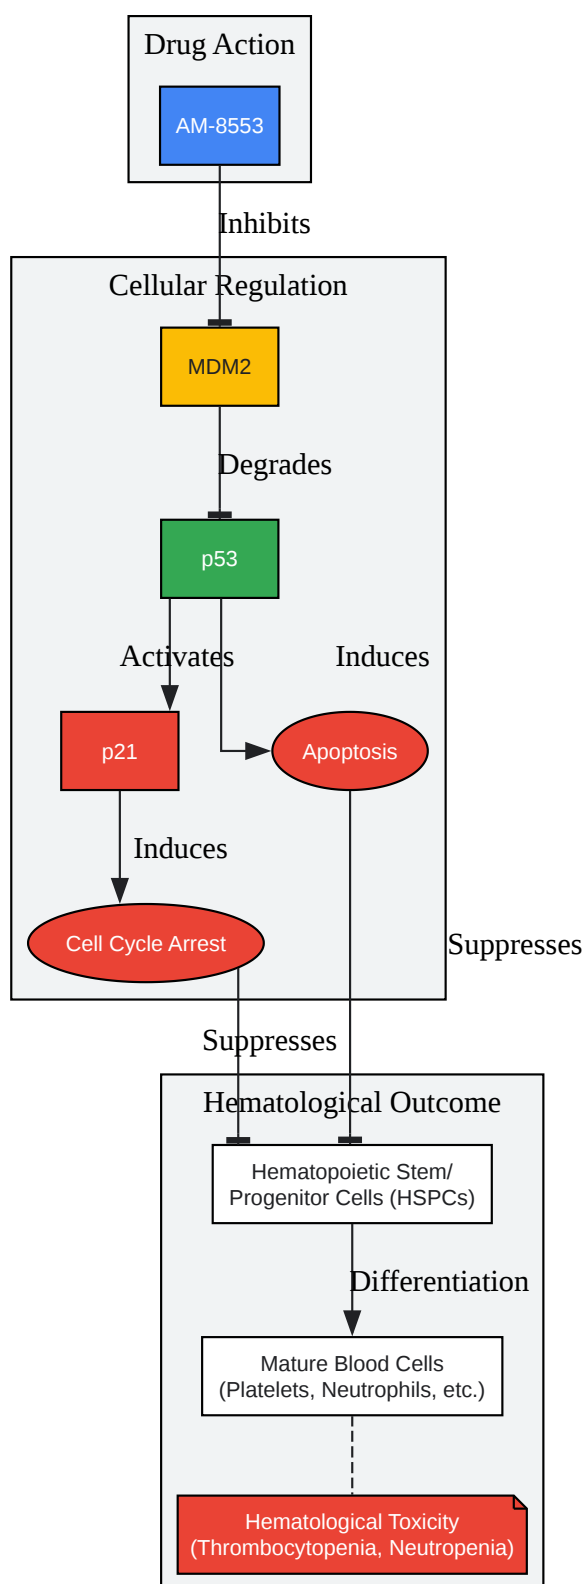 Drug Action
AM-8553
Inhibits
Cellular Regulation
MDM2
Degrades
p53
Activates
Induces
p21
Apoptosis
Induces
Cell Cycle Arrest
Suppresses
Suppresses
Hematological Outcome
Hematopoietic Stem/
Progenitor Cells (HSPCs)
Differentiation
Mature Blood Cells
(Platelets, Neutrophils, etc.)
Hematological Toxicity
(Thrombocytopenia, Neutropenia)